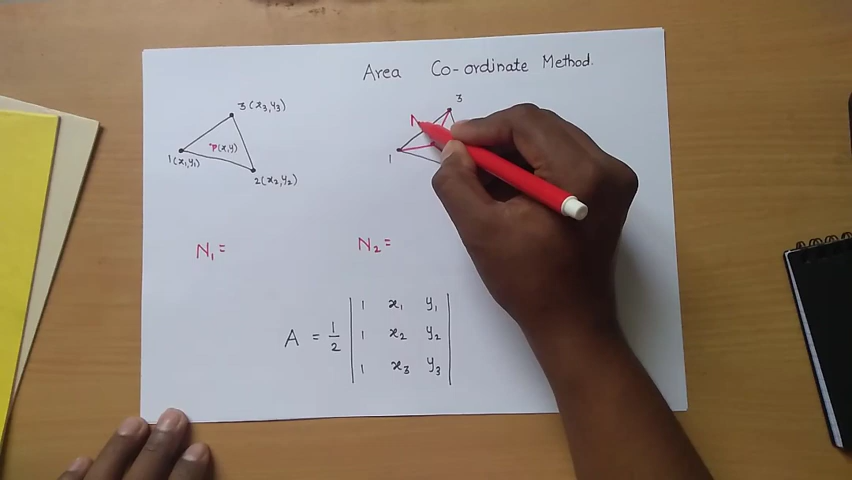 Area Co-ordinate Method.
3 (x₃,y₃)
P(x,y)
1(x₁,y₁)
2(x₂,y₂)
3
N
1
N₁ =
N₂ =
A = 1/2 | 1 x₁ y₁ |
| 1 x₂ y₂ |
| 1 x₃ y₃ |